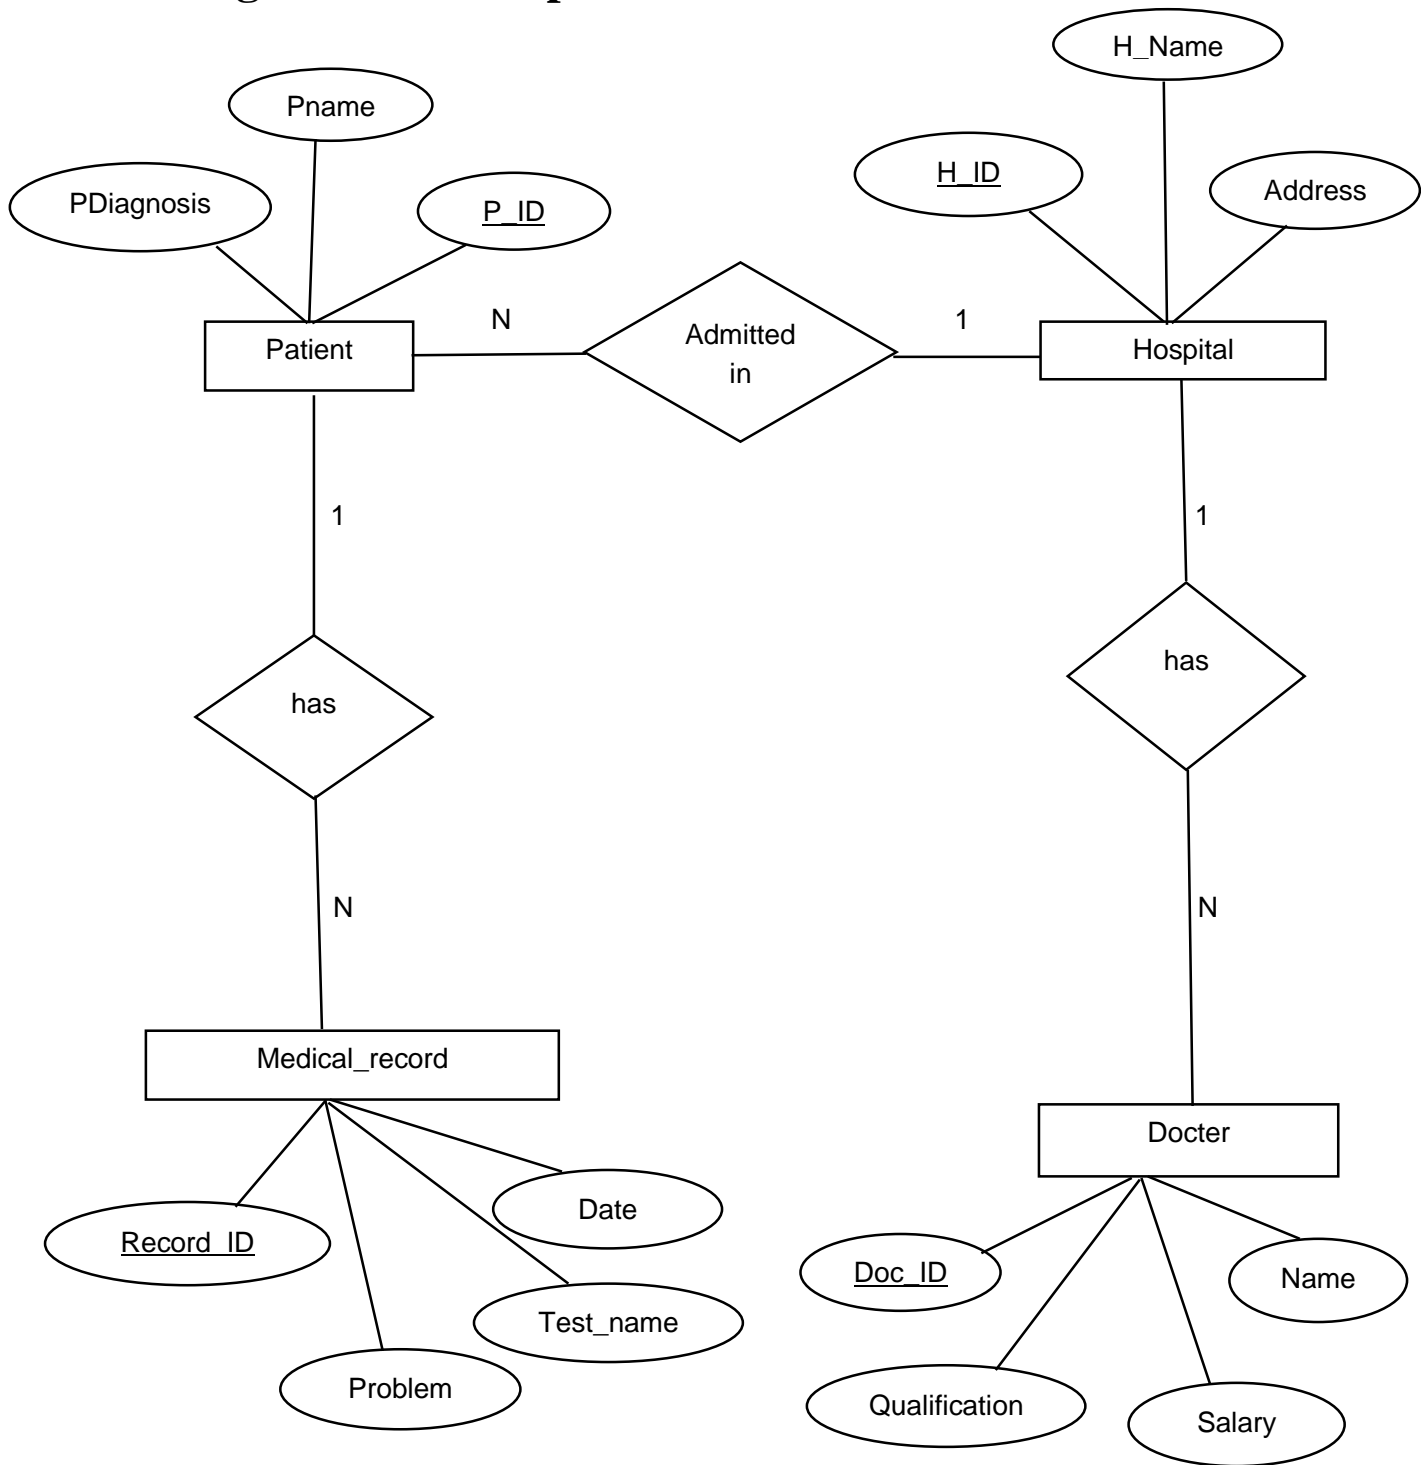 H_Name
Pname
H_ID
PDiagnosis
P_ID
Address
N
1
Patient
Admitted
in
Hospital
1
1
has
has
N
N
Medical_record
Docter
Date
Record_ID
Doc_ID
Name
Test_name
Problem
Qualification
Salary